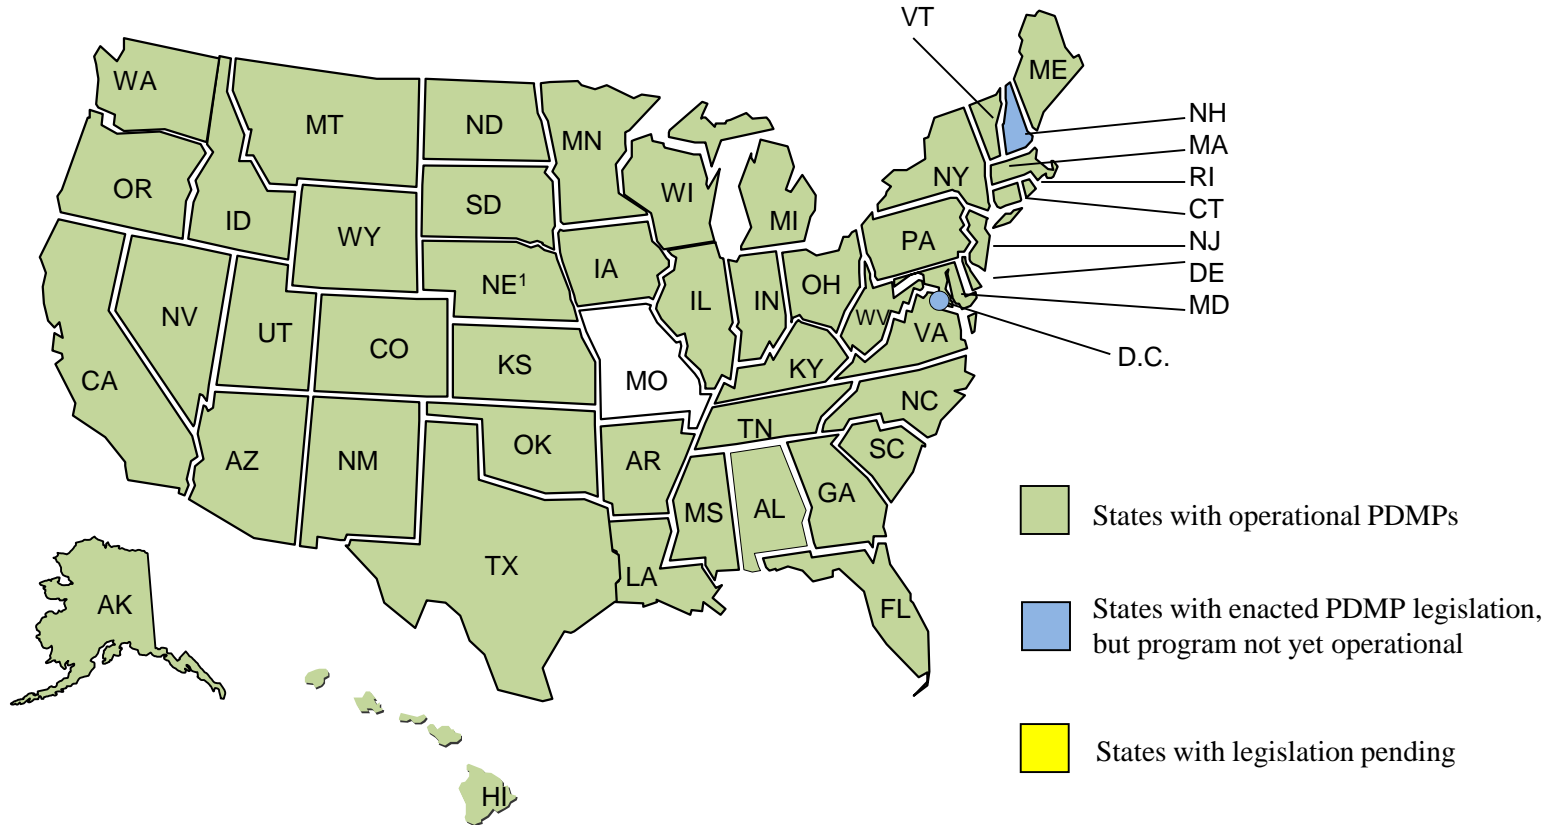 VT
ME
WA
NH
MT
ND
MN
MA
OR
WI
NY
RI
SD
ID
MI
CT
WY
PA
NJ
IA
DE
NE¹
OH
IL
IN
MD
NV
WV
UT
VA
CO
D.C.
KS
KY
CA
MO
NC
TN
OK
SC
AZ
NM
AR
GA
MS
AL
States with operational PDMPs
TX
LA
AK
FL
States with enacted PDMP legislation,
but program not yet operational
States with legislation pending
HI